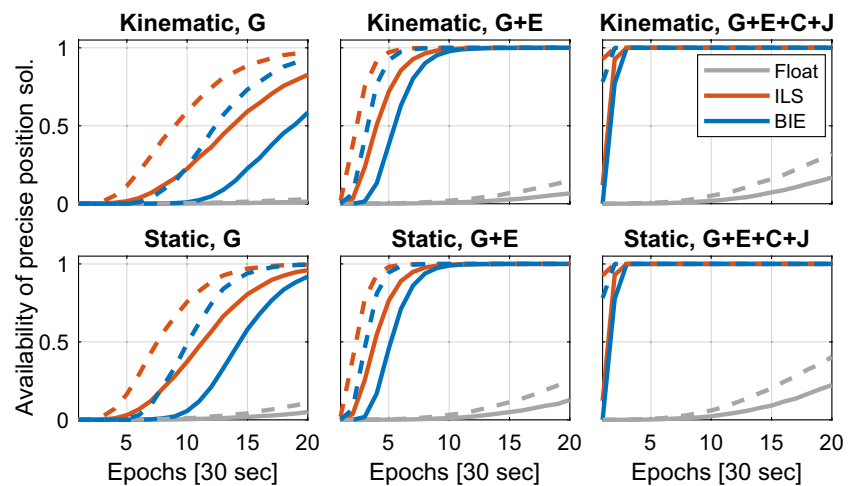 Kinematic, G
Kinematic, G+E
Kinematic, G+E+C+J
Availability of precise position sol.
1
0.5
0
Float
ILS
BIE
Static, G
Static, G+E
Static, G+E+C+J
1
0.5
0
5 10 15 20
5 10 15 20
5 10 15 20
Epochs [30 sec]
Epochs [30 sec]
Epochs [30 sec]